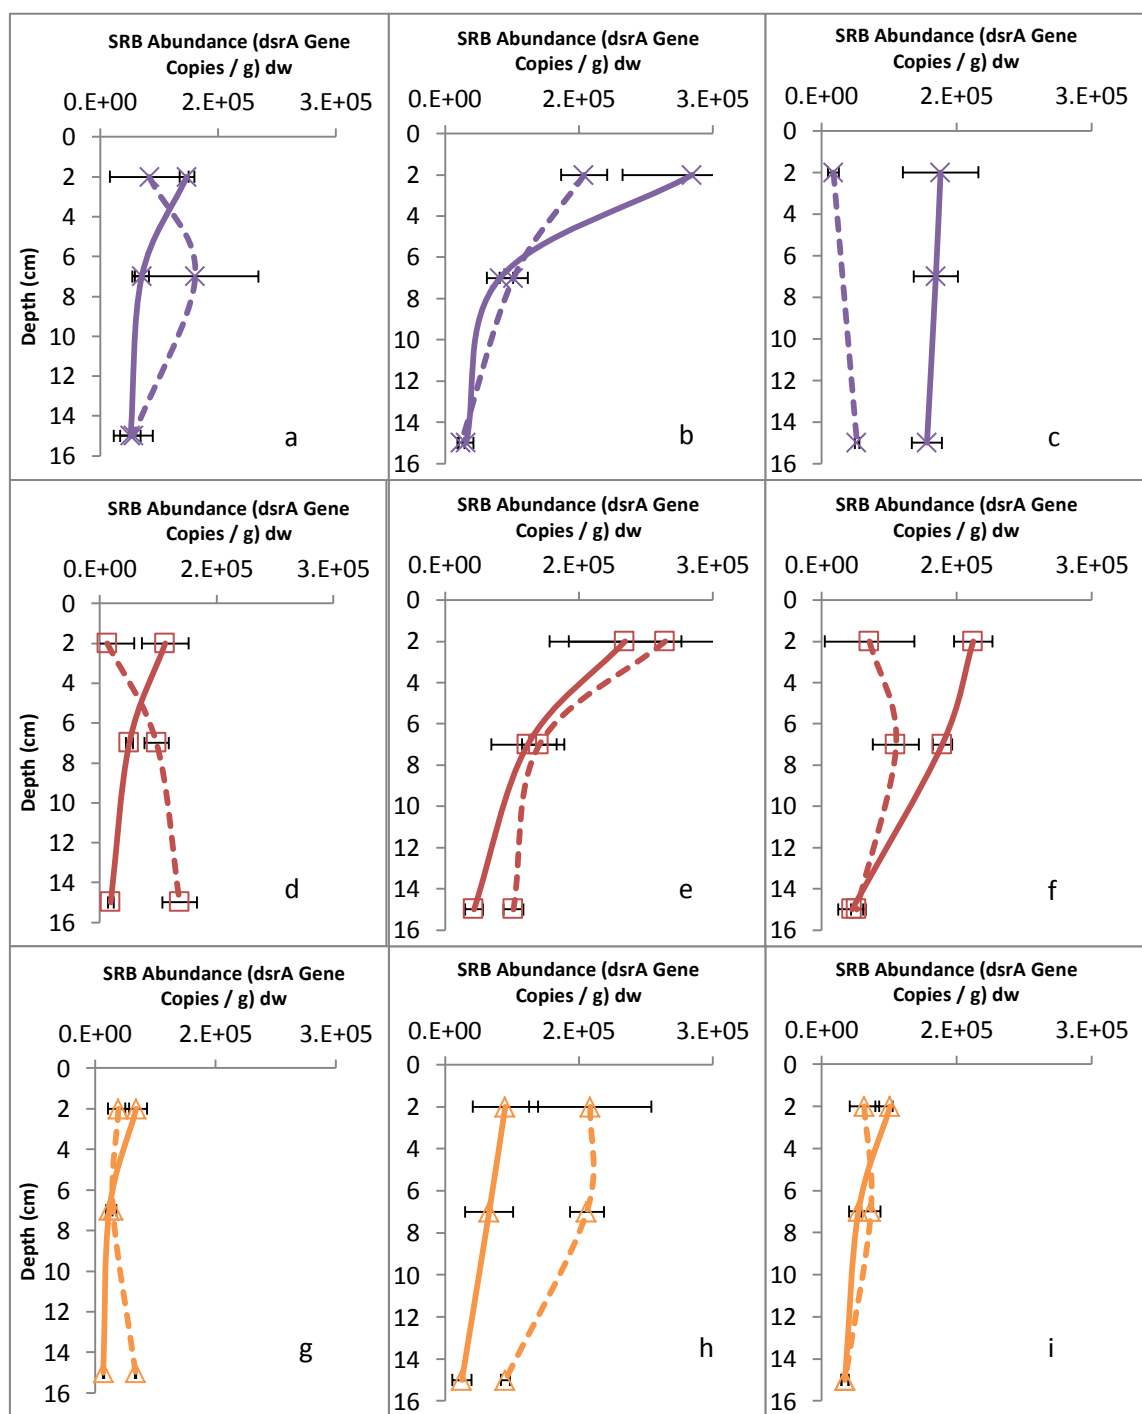 SRB Abundance (dsrA Gene
Copies / g) dw
0.E+00 2.E+05 3.E+05
0
2
4
6
8
10
12
14
16
Depth (cm)
a
SRB Abundance (dsrA Gene
Copies / g) dw
0.E+00 2.E+05 3.E+05
0
2
4
6
8
10
12
14
16
b
SRB Abundance (dsrA Gene
Copies / g) dw
0.E+00 2.E+05 3.E+05
0
2
4
6
8
10
12
14
16
c
SRB Abundance (dsrA Gene
Copies / g) dw
0.E+00 2.E+05 3.E+05
0
2
4
6
8
10
12
14
16
Depth (cm)
d
SRB Abundance (dsrA Gene
Copies / g) dw
0.E+00 2.E+05 3.E+05
0
2
4
6
8
10
12
14
16
e
SRB Abundance (dsrA Gene
Copies / g) dw
0.E+00 2.E+05 3.E+05
0
2
4
6
8
10
12
14
16
f
SRB Abundance (dsrA Gene
Copies / g) dw
0.E+00 2.E+05 3.E+05
0
2
4
6
8
10
12
14
16
Depth (cm)
g
SRB Abundance (dsrA Gene
Copies / g) dw
0.E+00 2.E+05 3.E+05
0
2
4
6
8
10
12
14
16
h
SRB Abundance (dsrA Gene
Copies / g) dw
0.E+00 2.E+05 3.E+05
0
2
4
6
8
10
12
14
16
i